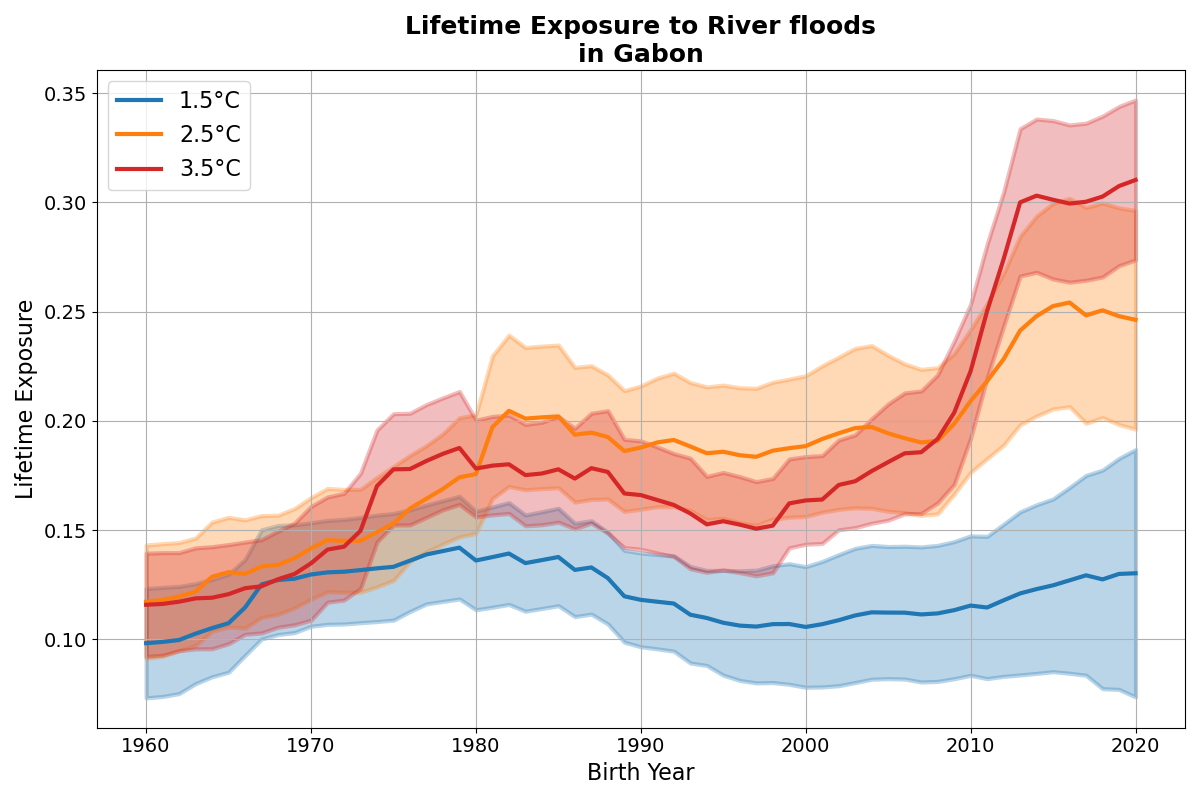 Lifetime Exposure to River floods
in Gabon
1.5°C
2.5°C
3.5°C
Lifetime Exposure
0.35
0.30
0.25
0.20
0.15
0.10
1960 1970 1980 1990 2000 2010 2020
Birth Year